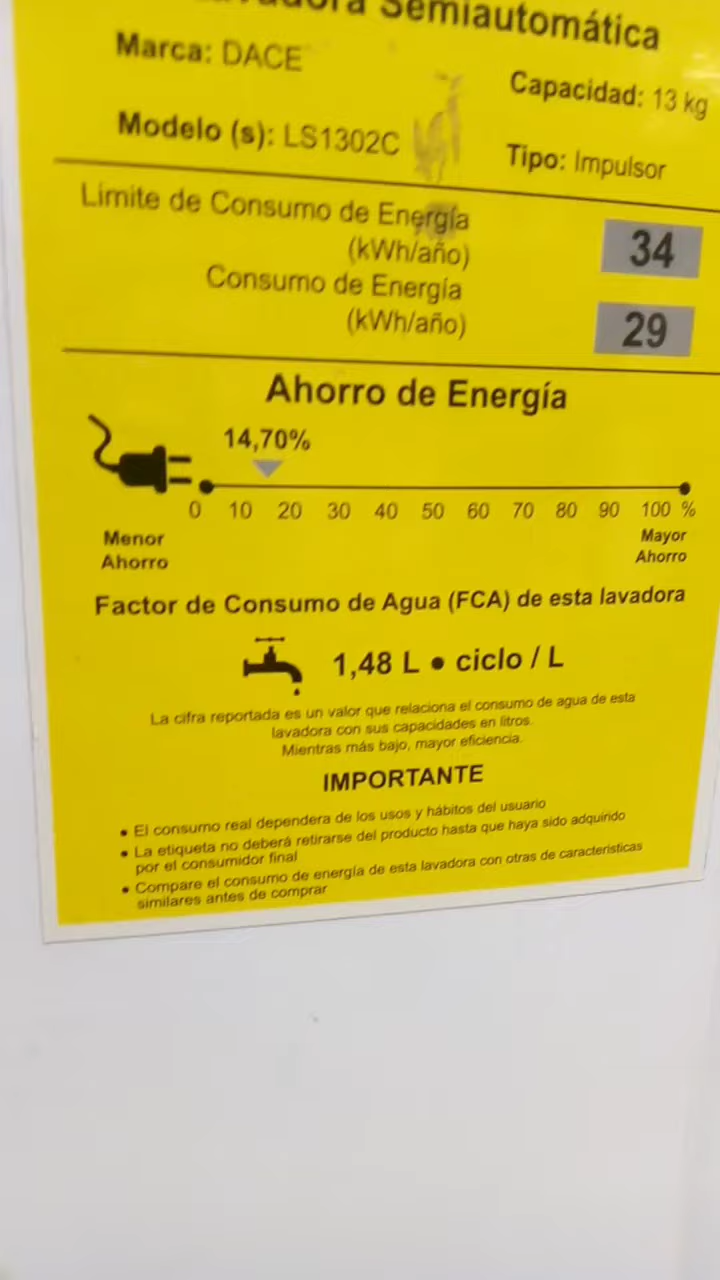 Semiautomática
Marca: DACE
Capacidad: 13 kg
Modelo (s): LS1302C
Tipo: Impulsor
Límite de Consumo de Energía
(kWh/año)
34
Consumo de Energía
(kWh/año)
29
Ahorro de Energía
14,70%
0 10 20 30 40 50 60 70 80 90 100 %
Menor
Ahorro
Mayor
Ahorro
Factor de Consumo de Agua (FCA) de esta lavadora
1,48 L ● ciclo / L
La cifra reportada es un valor que relaciona el consumo de agua de esta
lavadora con sus capacidades en litros.
Mientras más bajo, mayor eficiencia.
IMPORTANTE
● El consumo real dependera de los usos y hábitos del usuario
● La etiqueta no deberá retirarse del producto hasta que haya sido adquirido
por el consumidor final
● Compare el consumo de energía de esta lavadora con otras de caracteristicas
similares antes de comprar